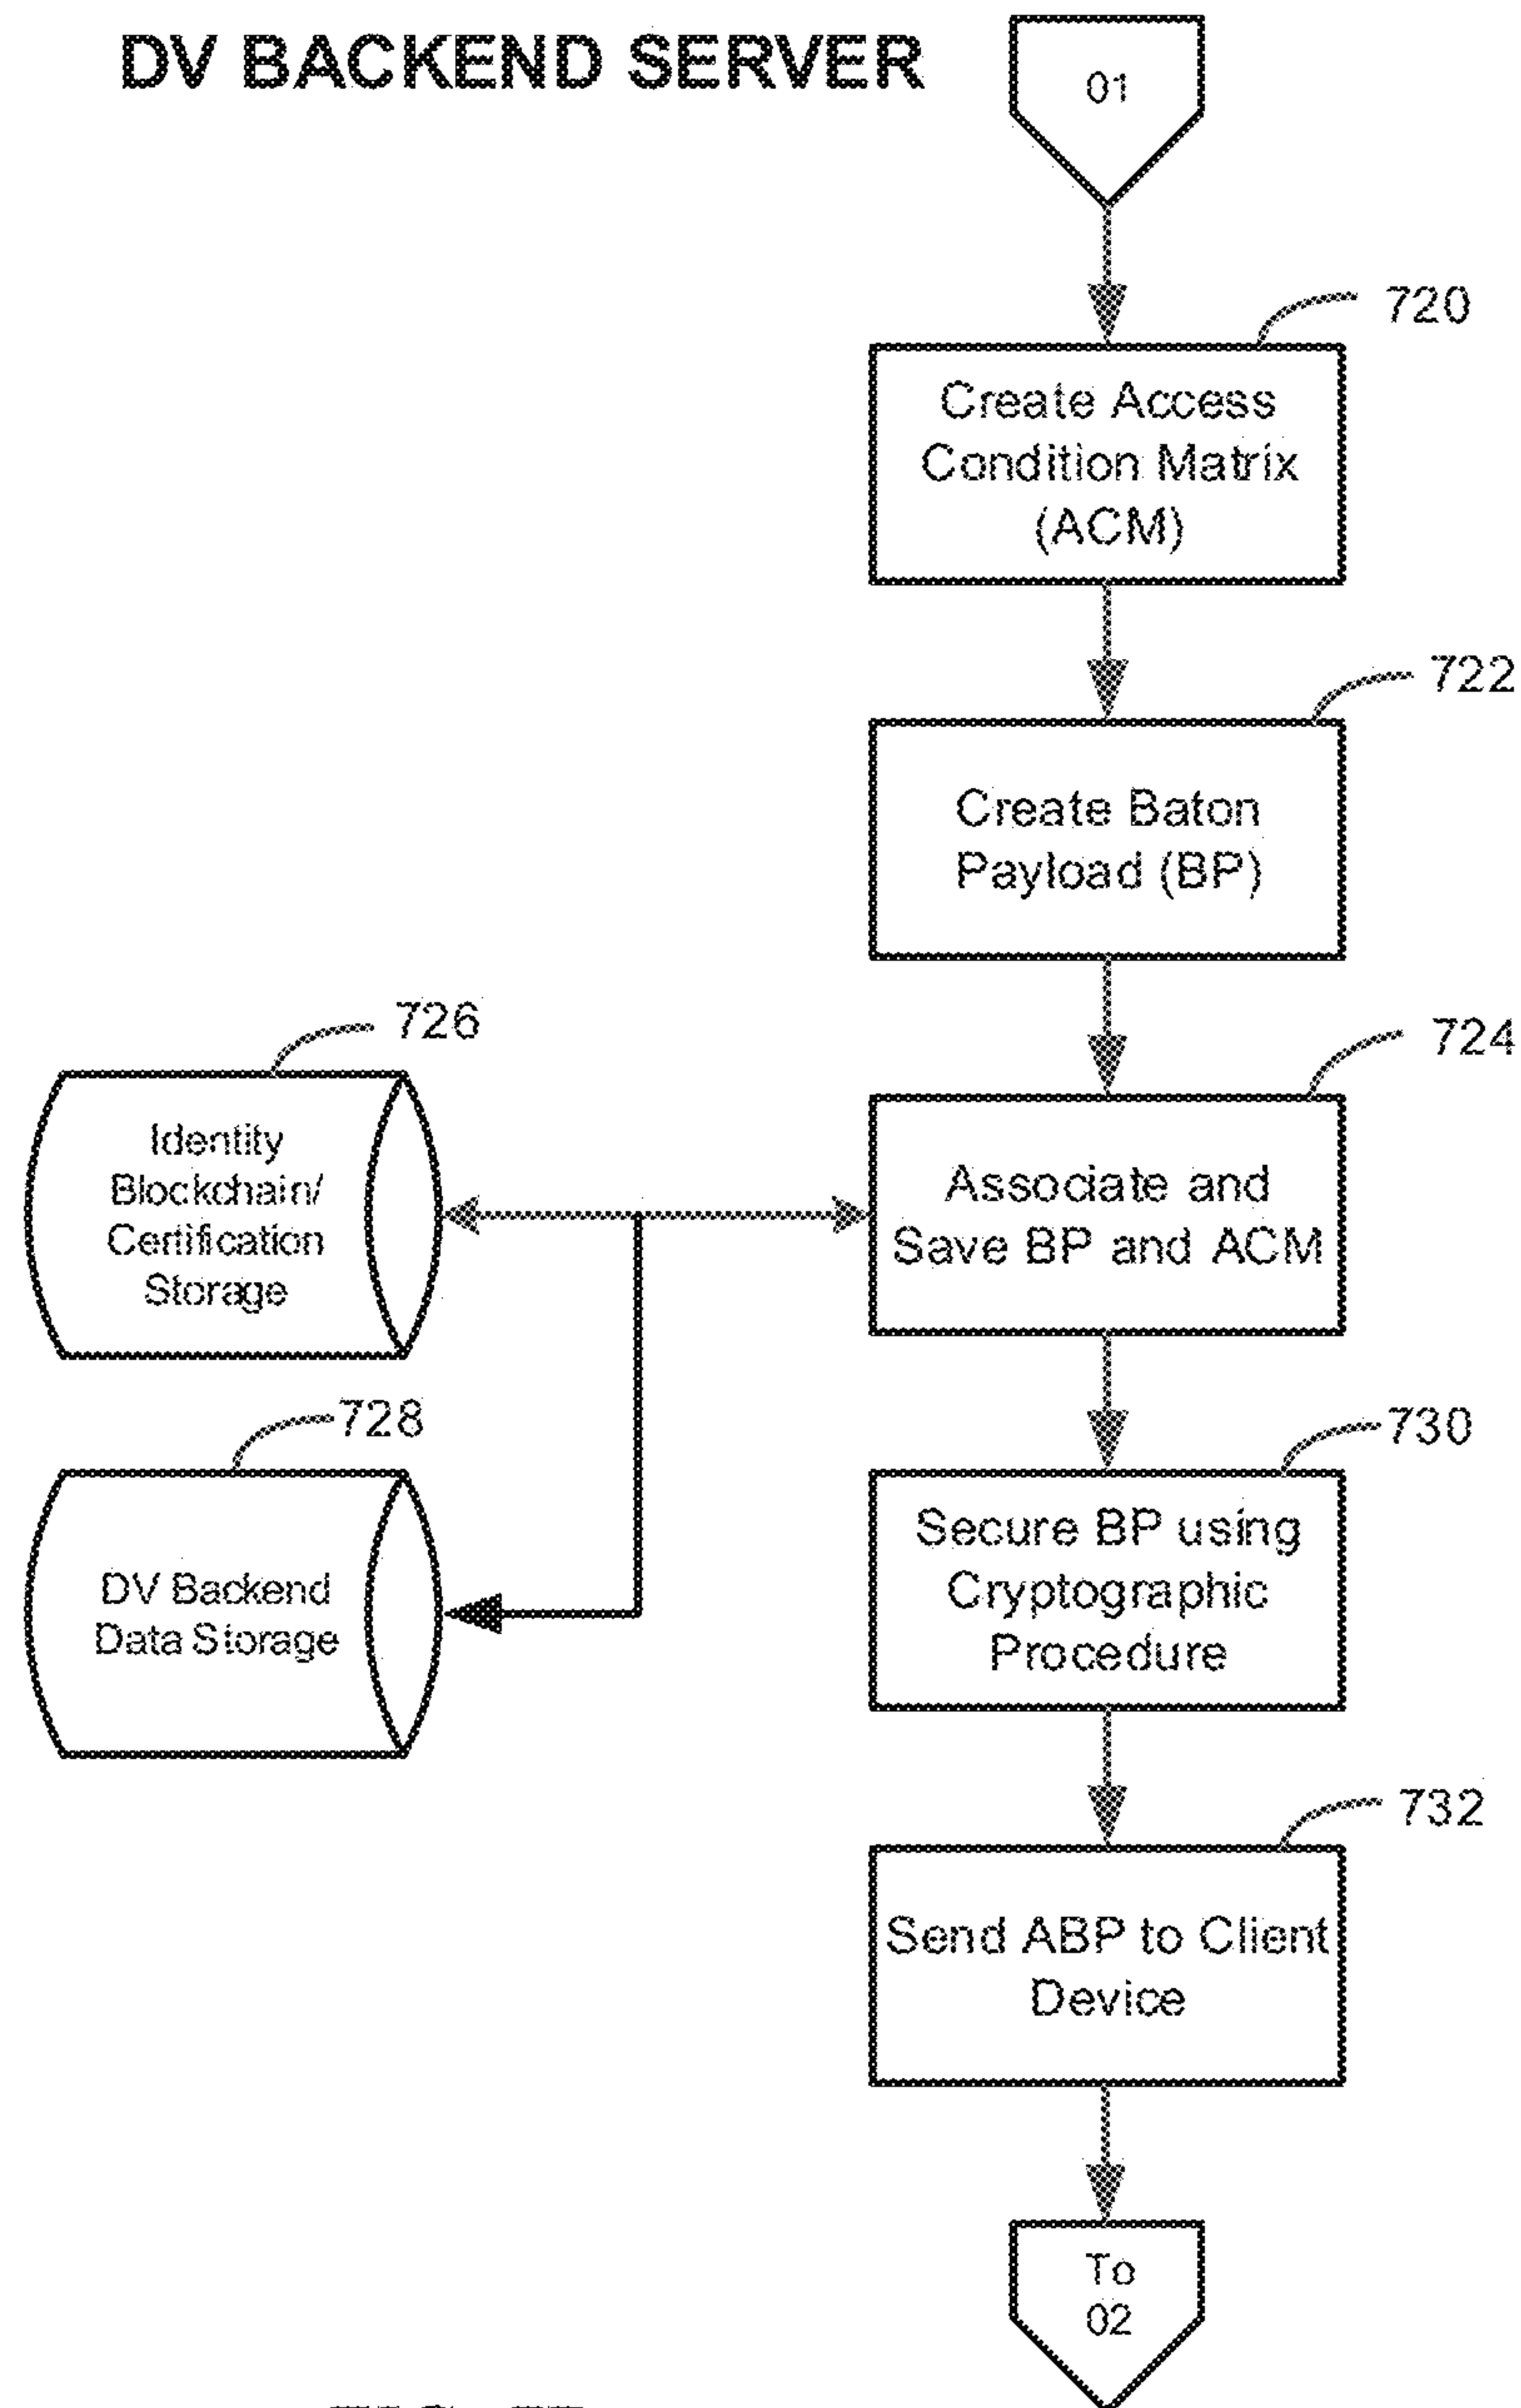 DV BACKEND SERVER
01
720
Create Access
Condition Matrix
(ACM)
722
Create Baton
Payload (BP)
726
724
Identity
Blockchain/
Certification
Storage
Associate and
Save BP and ACM
728
730
DV Backend
Data Storage
Secure BP using
Cryptographic
Procedure
732
Send ABP to Client
Device
To
02